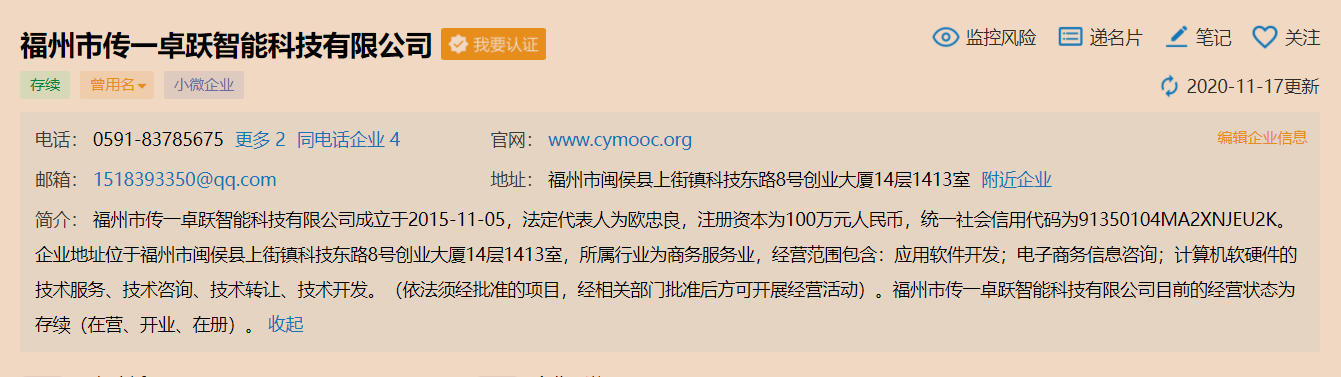 福州市传一卓跃智能科技有限公司 我要认证 监控风险 递名片 笔记 关注
存续 曾用名 小微企业 2020-11-17更新
电话： 0591-83785675 更多 2 同电话企业 4 官网： www.cymooc.org 编辑企业信息
邮箱： 1518393350@qq.com 地址： 福州市闽侯县上街镇科技东路8号创业大厦14层1413室 附近企业
简介： 福州市传一卓跃智能科技有限公司成立于2015-11-05，法定代表人为欧忠良，注册资本为100万元人民币，统一社会信用代码为91350104MA2XNJEU2K。
企业地址位于福州市闽侯县上街镇科技东路8号创业大厦14层1413室，所属行业为商务服务业，经营范围包含：应用软件开发；电子商务信息咨询；计算机软硬件的
技术服务、技术咨询、技术转让、技术开发。（依法须经批准的项目，经相关部门批准后方可开展经营活动）。福州市传一卓跃智能科技有限公司目前的经营状态为
存续（在营、开业、在册）。 收起